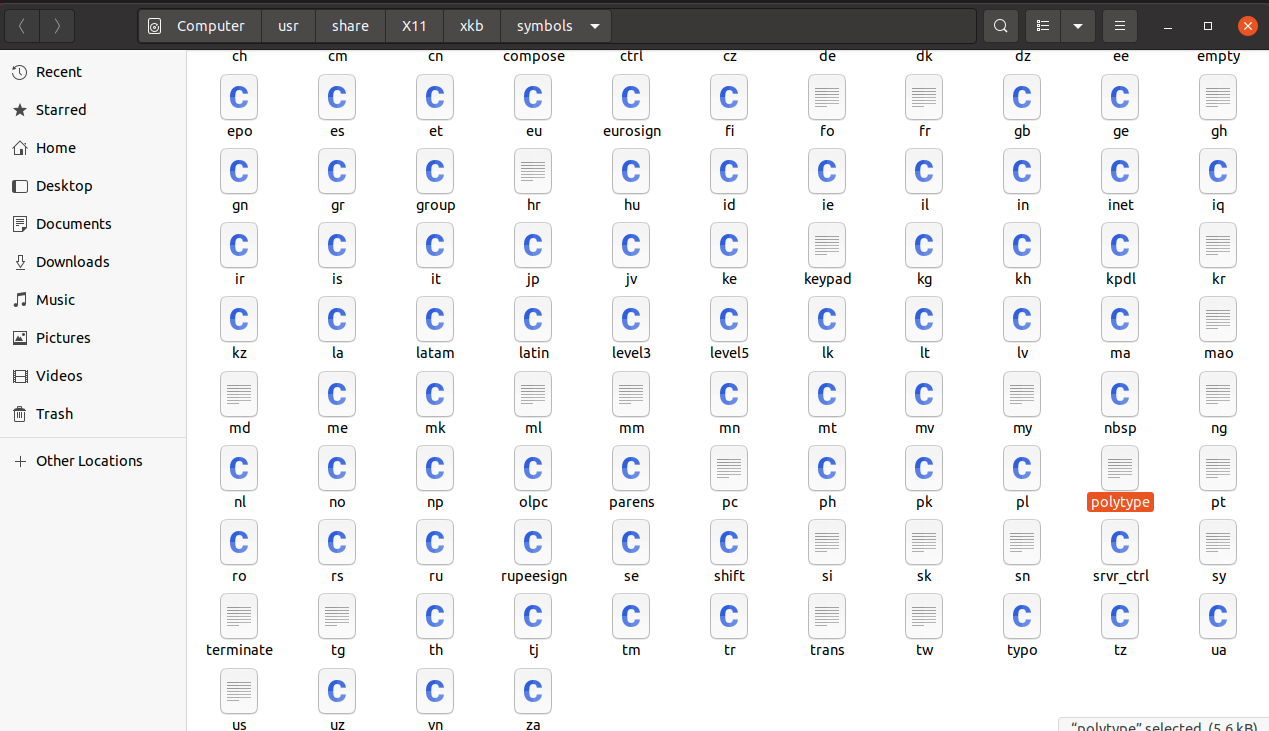 Computer usr share X11 xkb symbols
Recent
Starred
Home
Desktop
Documents
Downloads
Music
Pictures
Videos
Trash
Other Locations
ch cm cn compose ctrl cz de dk dz ee empty
C C C C C C C C
epo es et eu eurosign fi fo fr gb ge gh
C C C C C C C C C C
gn gr group hr hu id ie il in inet iq
C C C C C C C C C
ir is it jp jv ke keypad kg kh kpdl kr
C C C C C C C C C C
kz la latam latin level3 level5 lk lt lv ma mao
C C C C C C
md me mk ml mm mn mt mv my nbsp ng
C C C C C C C C
nl no np olpc parens pc ph pk pl polytype pt
C C C C C C C
ro rs ru rupeesign se shift si sk sn srvr_ctrl sy
C C C C C C C
terminate tg th tj tm tr trans tw typo tz ua
C C C
us uz vn za
“polytype” selected (5.6 kB)